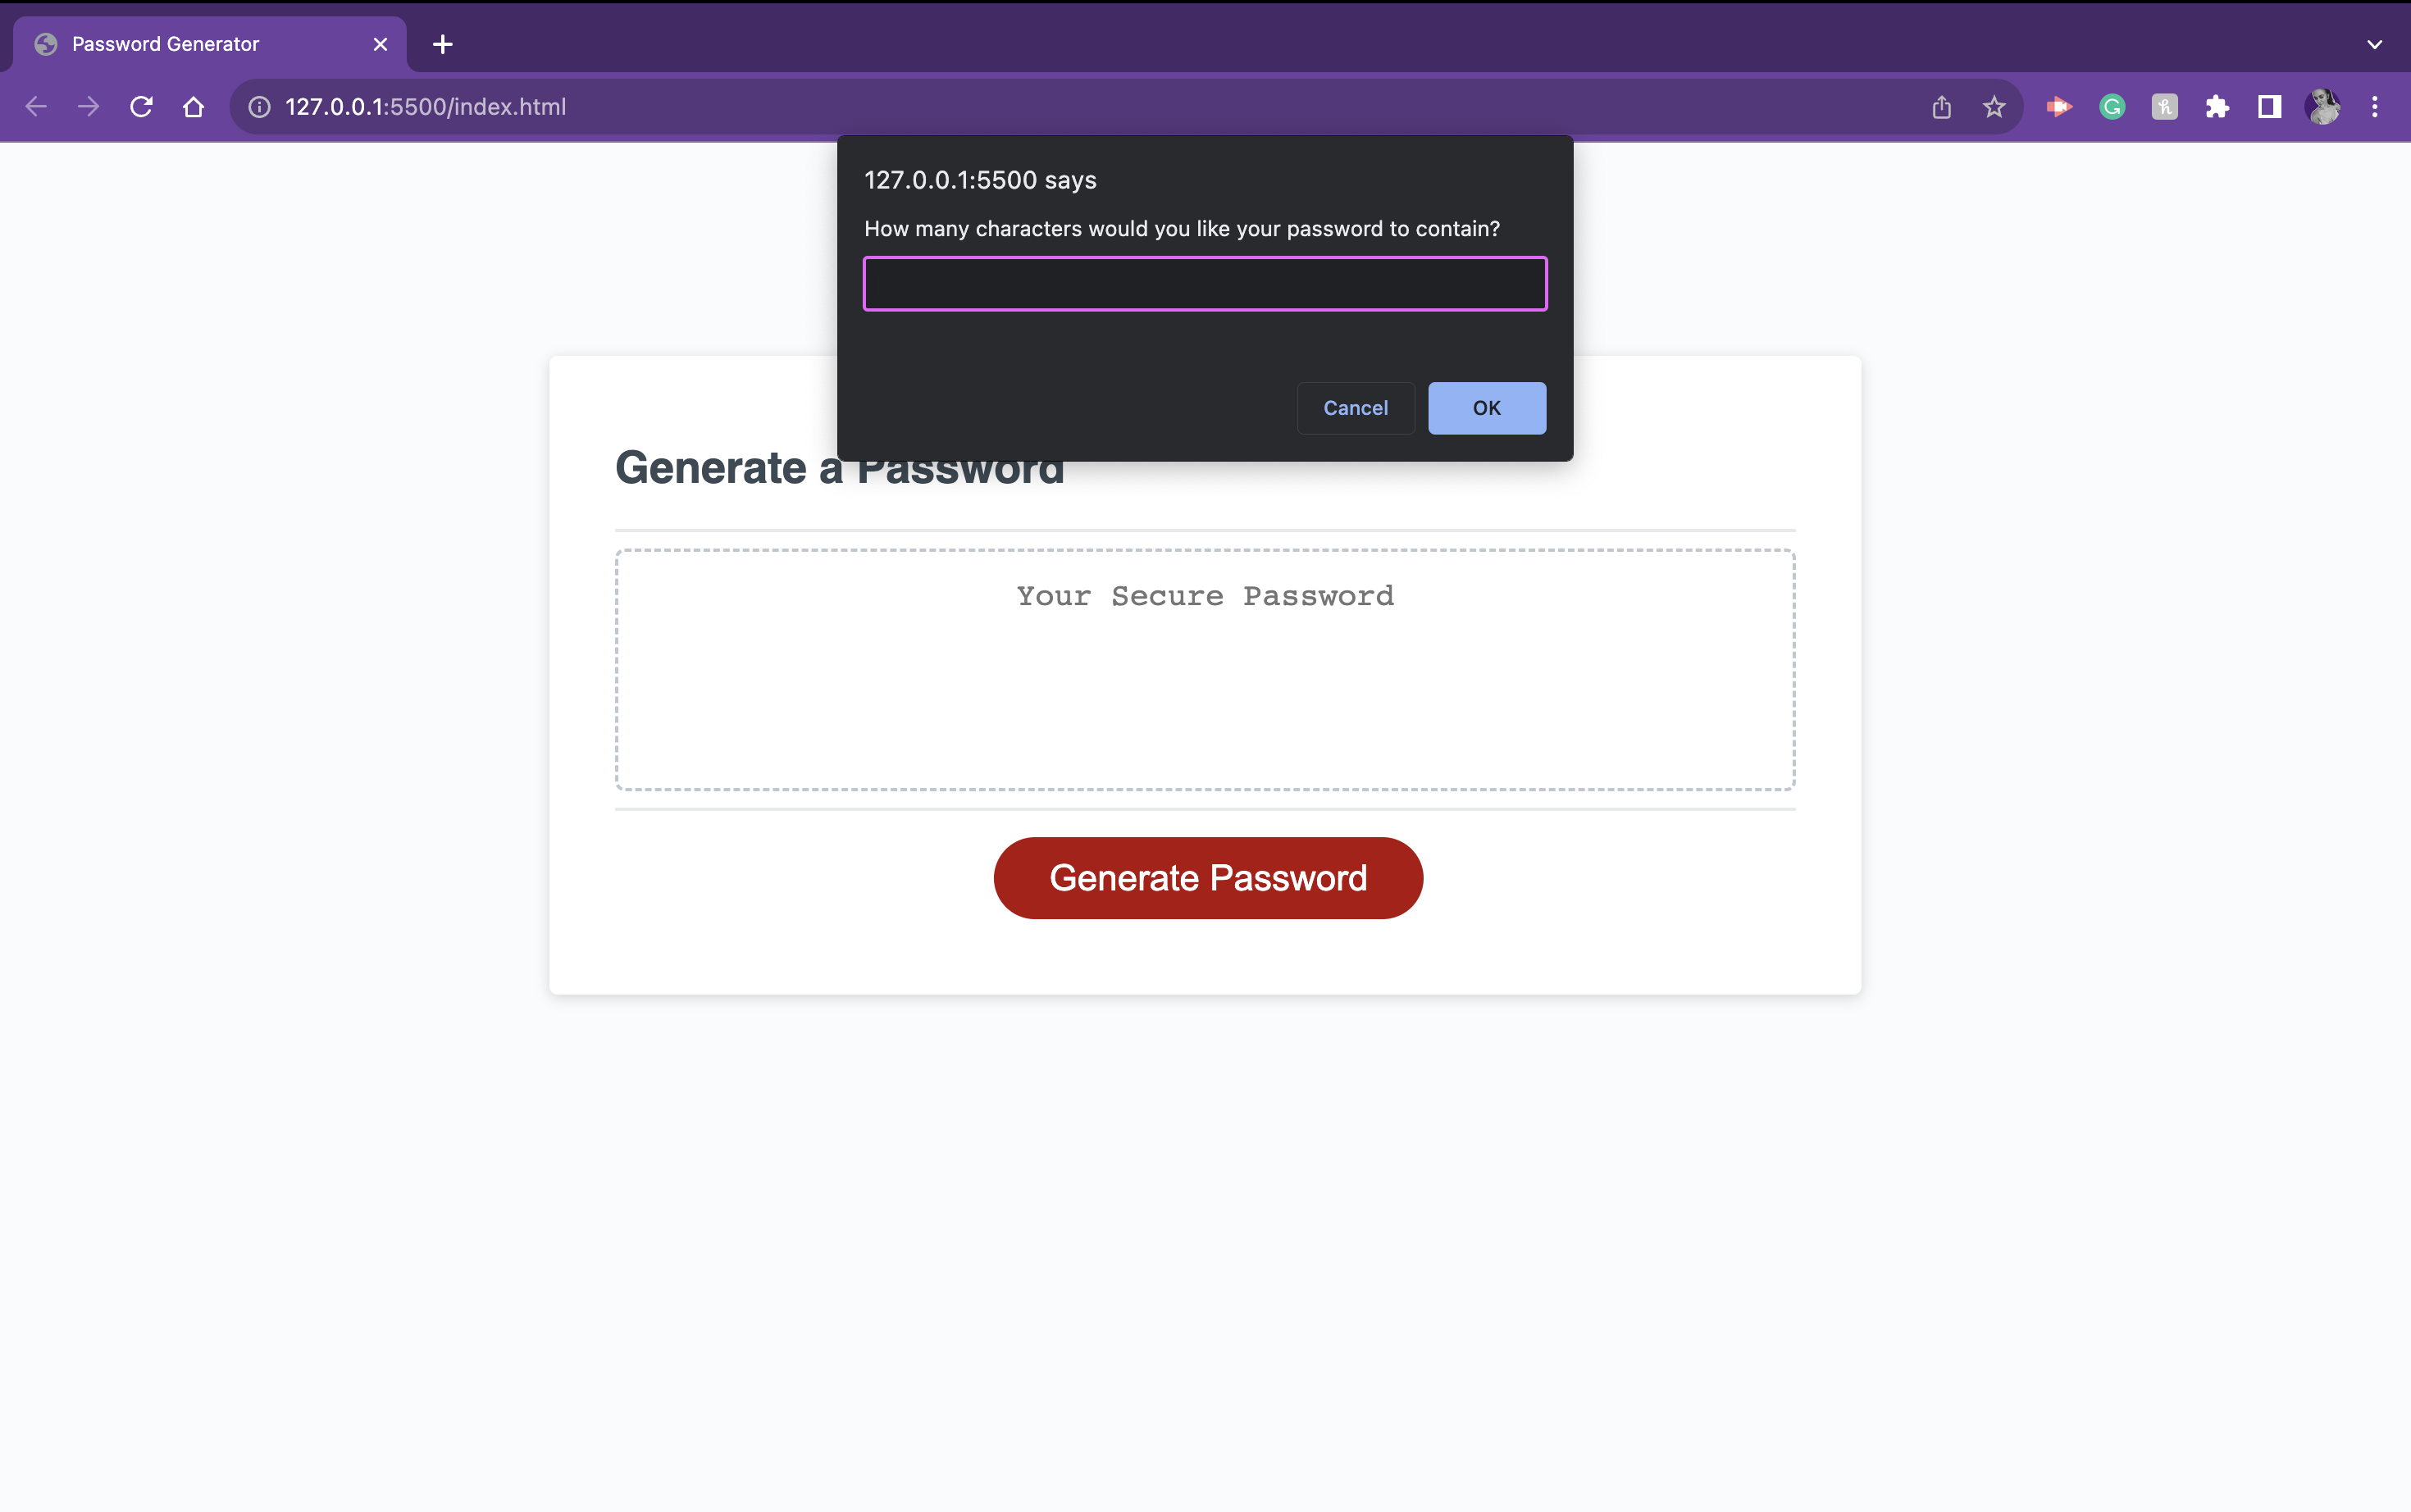 Password Generator
127.0.0.1:5500/index.html
127.0.0.1:5500 says
How many characters would you like your password to contain?
Cancel
OK
Generate a Password
Your Secure Password
Generate Password